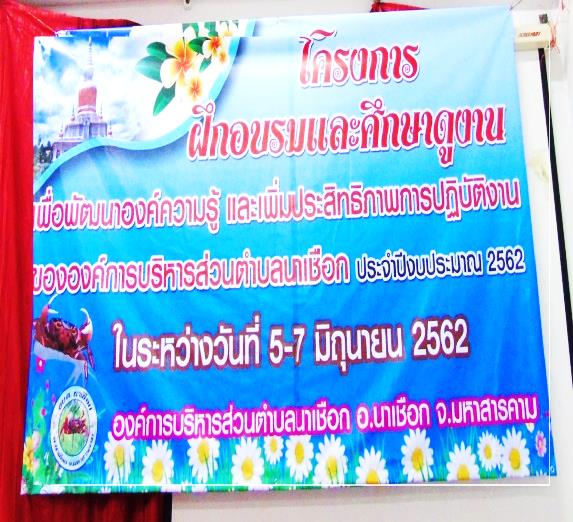 โครงการ
ฝึกอบรมและศึกษาดูงาน
เพื่อพัฒนาองค์ความรู้ และเพิ่มประสิทธิภาพการปฏิบัติงาน
ขององค์การบริหารส่วนตำบลนาเชือก ประจำปีงบประมาณ 2562
ในระหว่างวันที่ 5-7 มิถุนายน 2562
องค์การบริหารส่วนตำบลนาเชือก อ.นาเชือก จ.มหาสารคาม